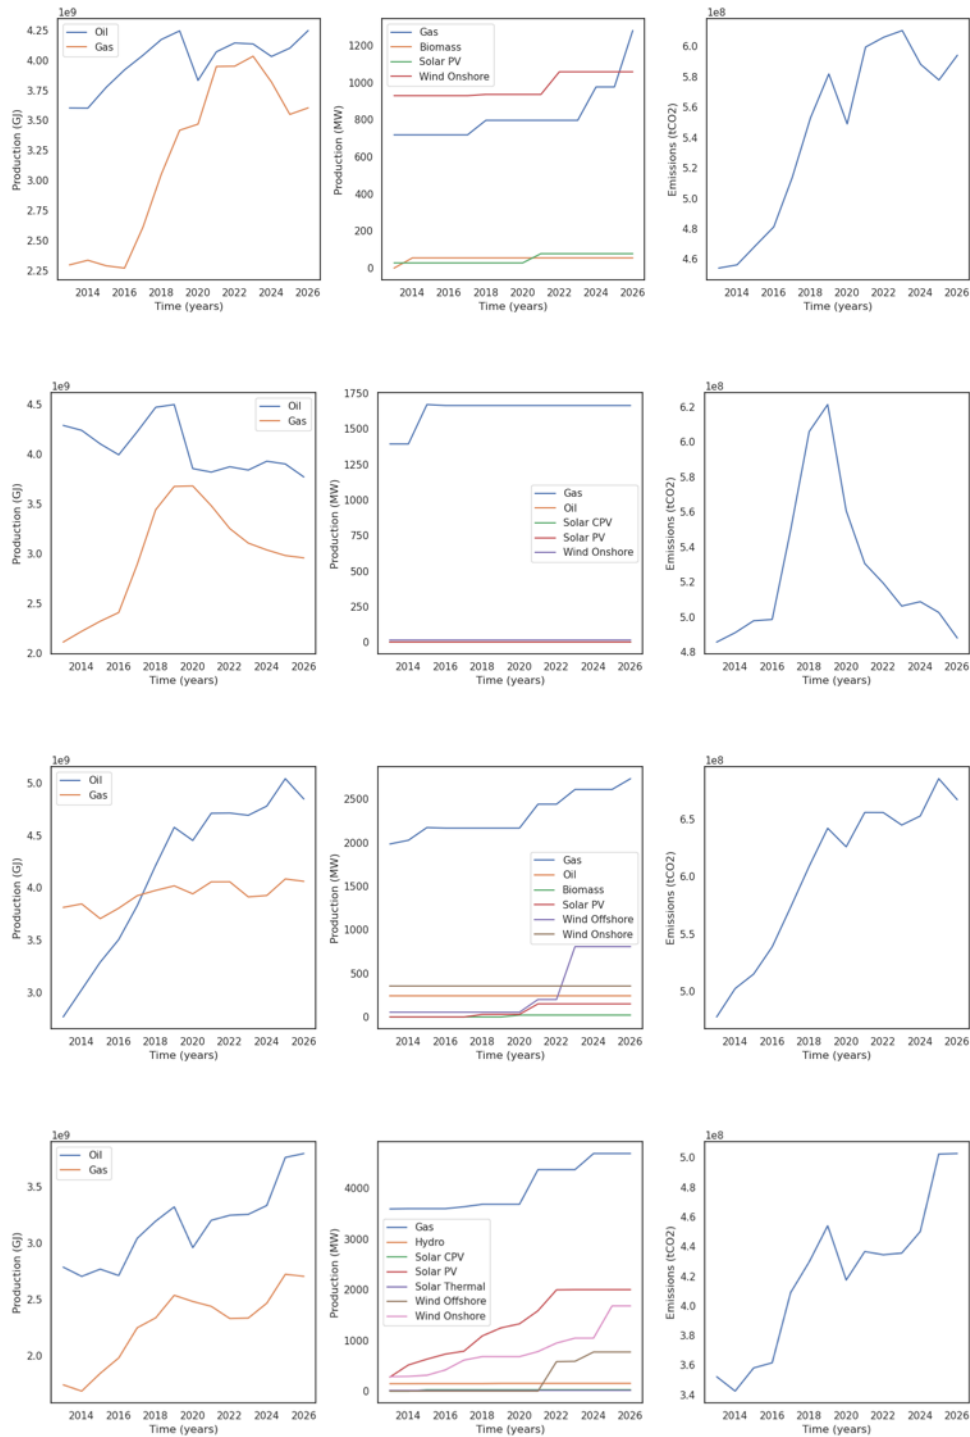 1e9
Oil
Gas
4.25
4.00
3.75
3.50
3.25
3.00
2.75
2.50
2.25
Production (GJ)
2014 2016 2018 2020 2022 2024 2026
Time (years)
Gas
Biomass
Solar PV
Wind Onshore
1200
1000
800
600
400
200
0
Production (MW)
2014 2016 2018 2020 2022 2024 2026
Time (years)
1e8
6.0
5.8
5.6
5.4
5.2
5.0
4.8
4.6
Emissions (tCO2)
2014 2016 2018 2020 2022 2024 2026
Time (years)
1e9
Oil
Gas
4.5
4.0
3.5
3.0
2.5
2.0
Production (GJ)
2014 2016 2018 2020 2022 2024 2026
Time (years)
1750
1500
1250
1000
750
500
250
0
Production (MW)
Gas
Oil
Solar CPV
Solar PV
Wind Onshore
2014 2016 2018 2020 2022 2024 2026
Time (years)
1e8
6.2
6.0
5.8
5.6
5.4
5.2
5.0
4.8
Emissions (tCO2)
2014 2016 2018 2020 2022 2024 2026
Time (years)
1e9
Oil
Gas
5.0
4.5
4.0
3.5
3.0
Production (GJ)
2014 2016 2018 2020 2022 2024 2026
Time (years)
2500
2000
1500
1000
500
0
Production (MW)
Gas
Oil
Biomass
Solar PV
Wind Offshore
Wind Onshore
2014 2016 2018 2020 2022 2024 2026
Time (years)
1e8
6.5
6.0
5.5
5.0
Emissions (tCO2)
2014 2016 2018 2020 2022 2024 2026
Time (years)
1e9
Oil
Gas
3.5
3.0
2.5
2.0
Production (GJ)
2014 2016 2018 2020 2022 2024 2026
Time (years)
4000
3000
2000
1000
0
Production (MW)
Gas
Hydro
Solar CPV
Solar PV
Solar Thermal
Wind Offshore
Wind Onshore
2014 2016 2018 2020 2022 2024 2026
Time (years)
1e8
5.0
4.8
4.6
4.4
4.2
4.0
3.8
3.6
3.4
Emissions (tCO2)
2014 2016 2018 2020 2022 2024 2026
Time (years)